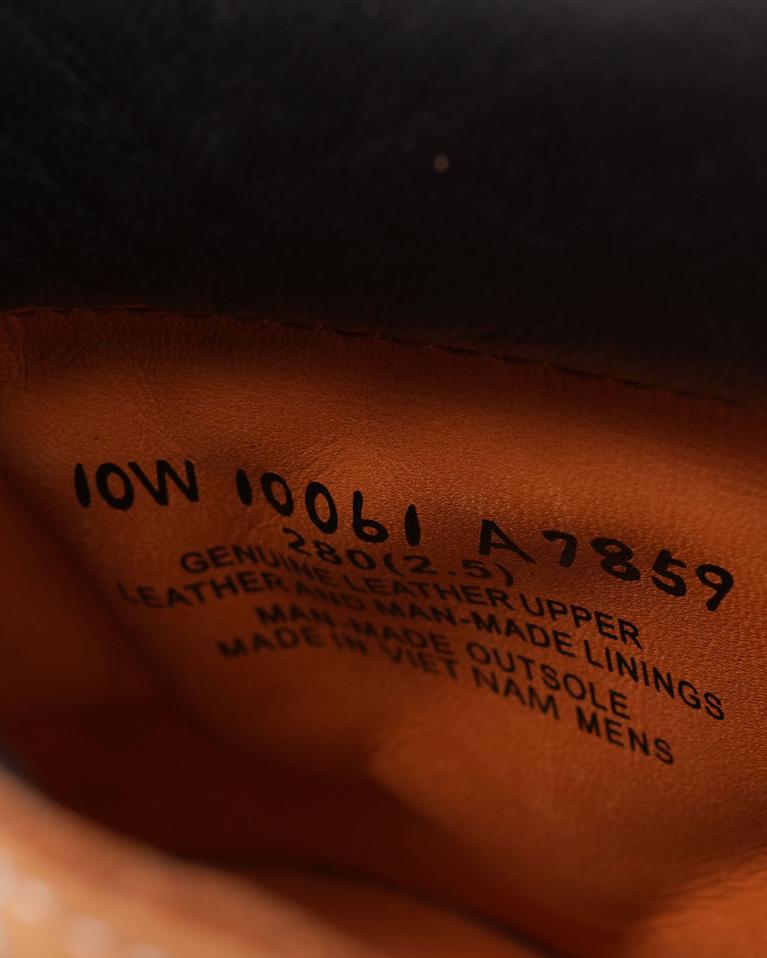 10W 10061 A7859
280(2.5)
GENUINE LEATHER UPPER
LEATHER AND MAN-MADE LININGS
MAN-MADE OUTSOLE
MADE IN VIET NAM MENS